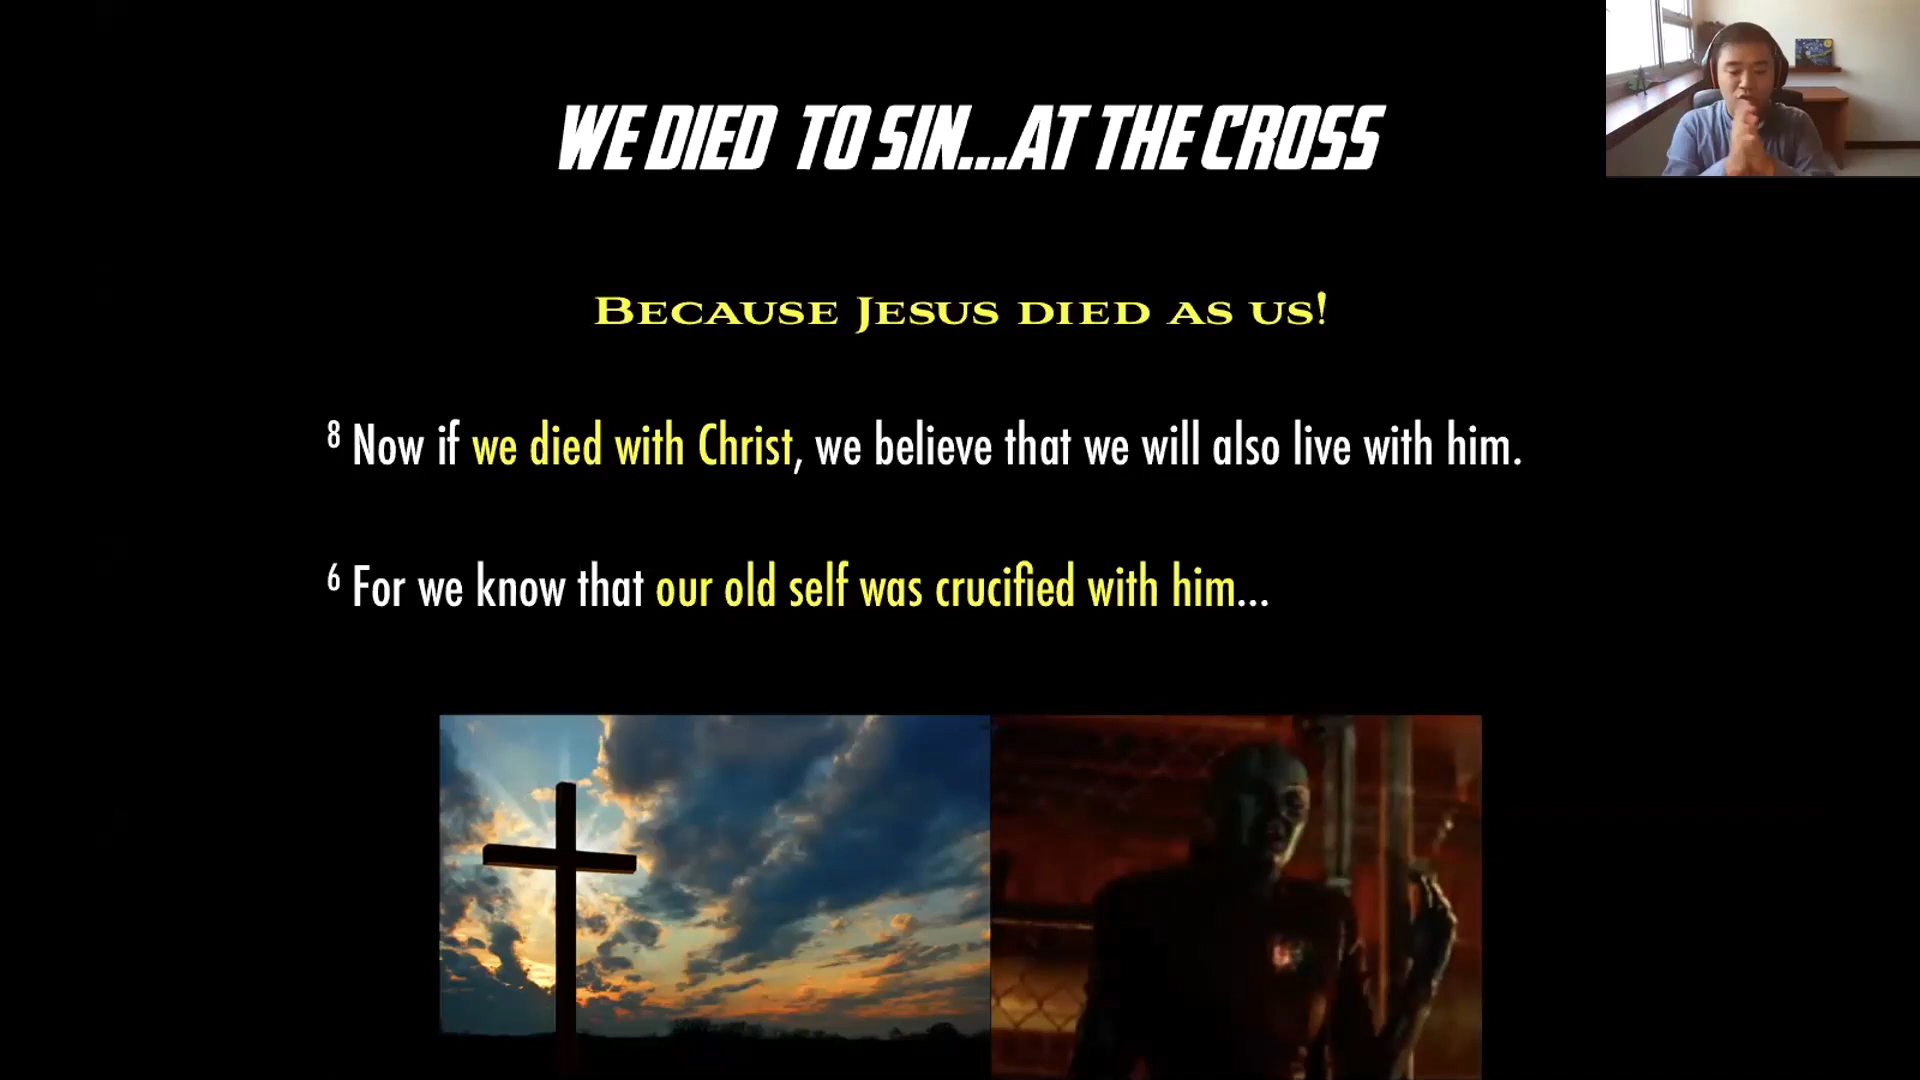 WE DIED TO SIN...AT THE CROSS
BECAUSE JESUS DIED AS US!
8 Now if we died with Christ, we believe that we will also live with him.
6 For we know that our old self was crucified with him...